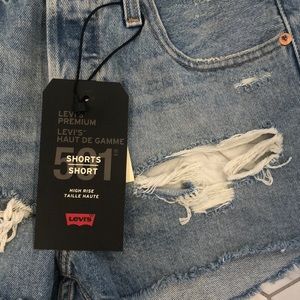 LEVI'S
PREMIUM
LEVI'S®
HAUT DE GAMME
501®
SHORTS
SHORT
HIGH RISE
TAILLE HAUTE
LEVI'S